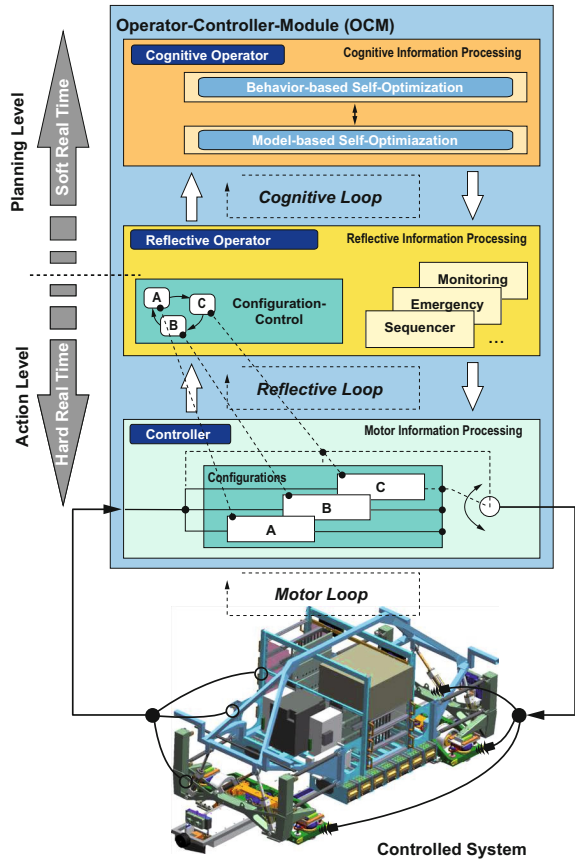 Operator-Controller-Module (OCM)
Cognitive Operator
Cognitive Information Processing
Behavior-based Self-Optimization
Model-based Self-Optimiazation
Planning Level
Soft Real Time
Cognitive Loop
Reflective Operator
Reflective Information Processing
A
C
B
Configuration-
Control
Monitoring
Emergency
Sequencer
...
Action Level
Hard Real Time
Reflective Loop
Controller
Motor Information Processing
Configurations
C
B
A
Motor Loop
Controlled System